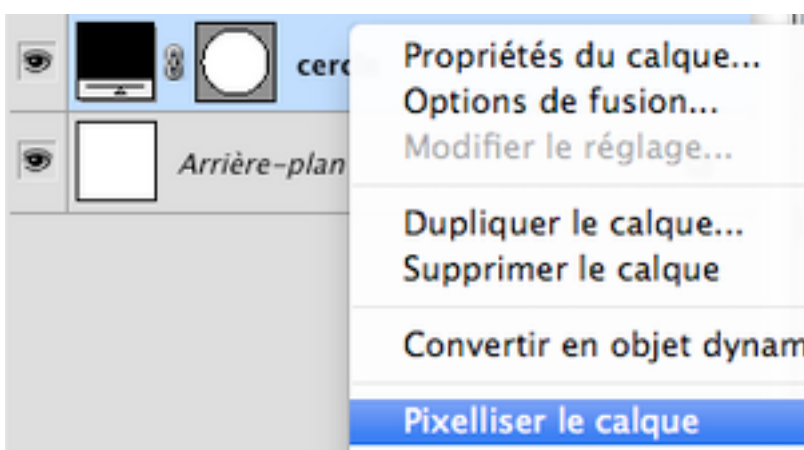 Propriétés du calque...
cerc
Options de fusion...
Modifier le réglage...
Arrière-plan
Dupliquer le calque...
Supprimer le calque
Convertir en objet dynam
Pixelliser le calque